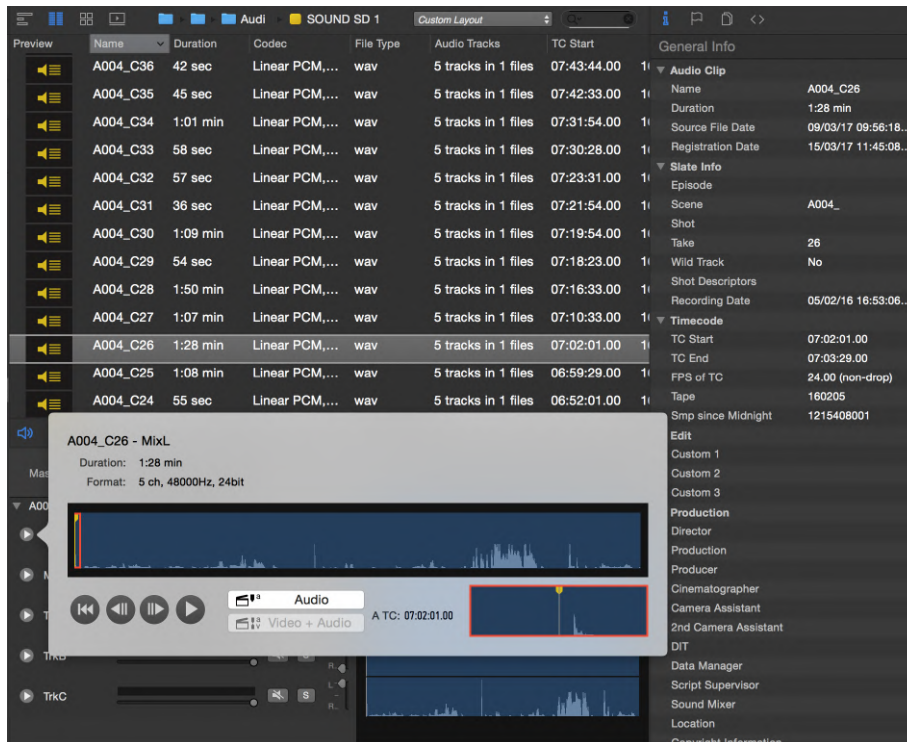 Audi SOUND SD 1 Custom Layout
Preview Name Duration Codec File Type Audio Tracks TC Start
A004_C36 42 sec Linear PCM,... wav 5 tracks in 1 files 07:43:44.00
A004_C35 45 sec Linear PCM,... wav 5 tracks in 1 files 07:42:33.00
A004_C34 1:01 min Linear PCM,... wav 5 tracks in 1 files 07:31:54.00
A004_C33 58 sec Linear PCM,... wav 5 tracks in 1 files 07:30:28.00
A004_C32 57 sec Linear PCM,... wav 5 tracks in 1 files 07:23:31.00
A004_C31 36 sec Linear PCM,... wav 5 tracks in 1 files 07:21:54.00
A004_C30 1:09 min Linear PCM,... wav 5 tracks in 1 files 07:19:54.00
A004_C29 54 sec Linear PCM,... wav 5 tracks in 1 files 07:18:23.00
A004_C28 1:50 min Linear PCM,... wav 5 tracks in 1 files 07:16:33.00
A004_C27 1:07 min Linear PCM,... wav 5 tracks in 1 files 07:10:33.00
A004_C26 1:28 min Linear PCM,... wav 5 tracks in 1 files 07:02:01.00
A004_C25 1:08 min Linear PCM,... wav 5 tracks in 1 files 06:59:29.00
A004_C24 55 sec Linear PCM,... wav 5 tracks in 1 files 06:52:01.00
A004_C26 - MixL
Duration: 1:28 min
Format: 5 ch, 48000Hz, 24bit
Audio
Video + Audio
A TC: 07:02:01.00
TrkB
R..
TrkC S
L
R..
General Info
Audio Clip
Name A004_C26
Duration 1:28 min
Source File Date 09/03/17 09:56:18..
Registration Date 15/03/17 11:45:08..
Slate Info
Episode
Scene A004_
Shot
Take 26
Wild Track No
Shot Descriptors
Recording Date 05/02/16 16:53:06..
Timecode
TC Start 07:02:01.00
TC End 07:03:29.00
FPS of TC 24.00 (non-drop)
Tape 160205
Smp since Midnight 1215408001
Edit
Custom 1
Custom 2
Custom 3
Production
Director
Production
Producer
Cinematographer
Camera Assistant
2nd Camera Assistant
DIT
Data Manager
Script Supervisor
Sound Mixer
Location
Copyright Information